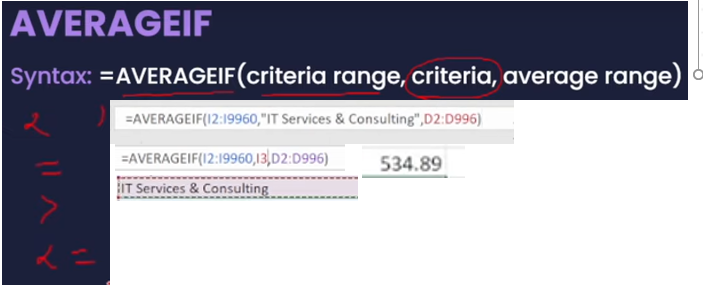 AVERAGEIF
Syntax: =AVERAGEIF(criteria range, criteria, average range)
=AVERAGEIF(I2:I9960,"IT Services & Consulting",D2:D996)
=AVERAGEIF(I2:I9960,I3,D2:D996)
534.89
IT Services & Consulting
=
>